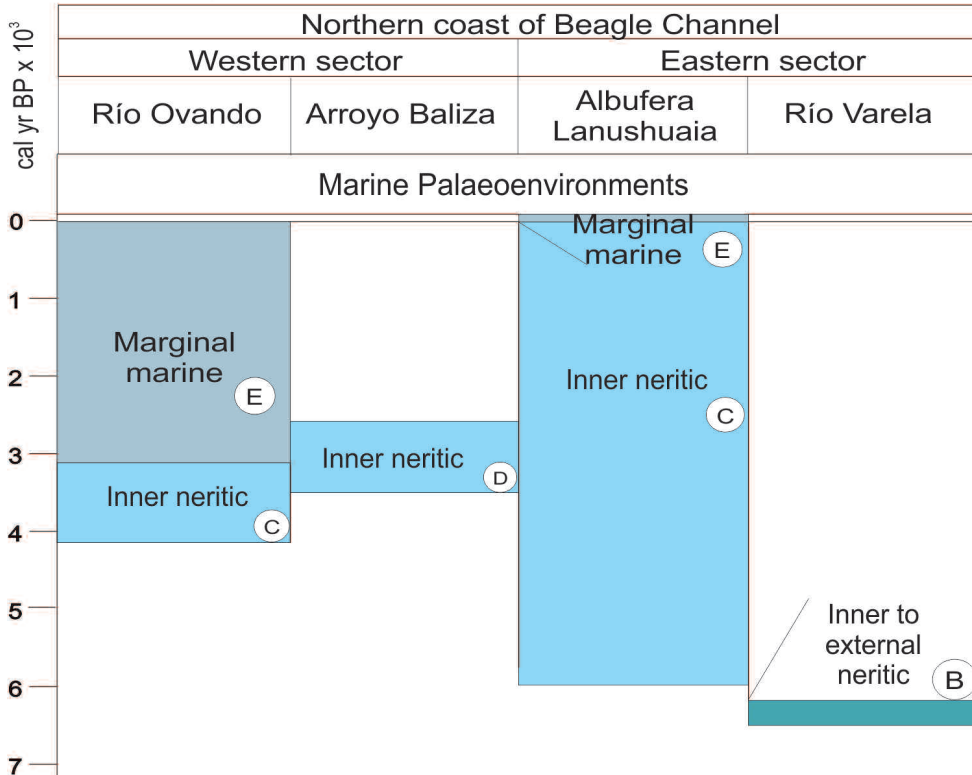 Northern coast of Beagle Channel
Western sector
Eastern sector
Río Ovando
Arroyo Baliza
Albufera
Lanushuaia
Río Varela
Marine Palaeoenvironments
cal yr BP x 10³
0
1
2
3
4
5
6
7
Marginal
marine
E
Inner neritic
C
Inner neritic
D
Marginal
marine
E
Inner neritic
C
Inner to
external
neritic
B